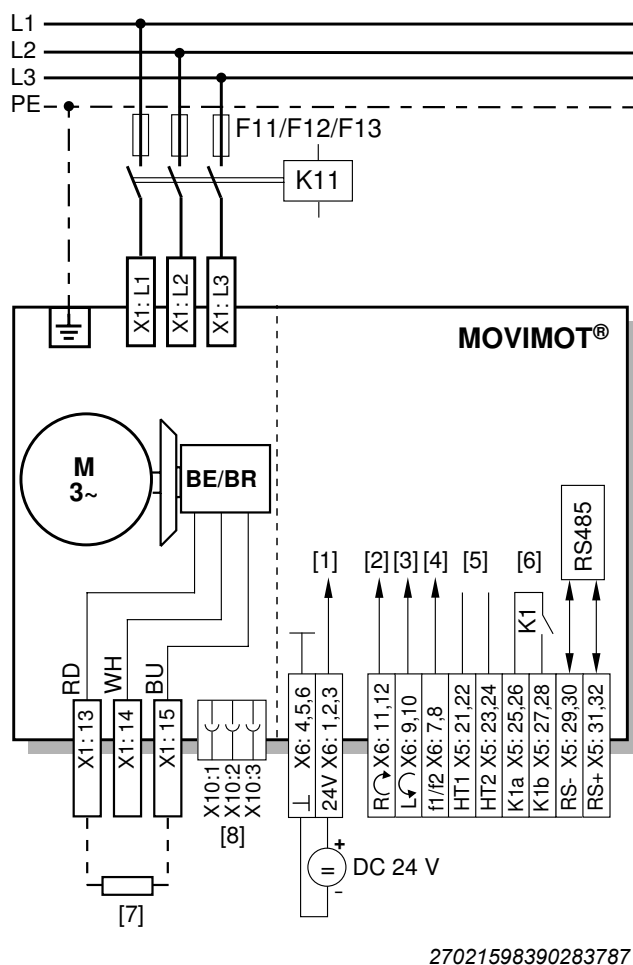 L1
L2
L3
PE
F11/F12/F13
K11
X1: L1
X1: L2
X1: L3
MOVIMOT®
M
3~
BE/BR
RS485
[1]
[2]
[3]
[4]
[5]
[6]
K1
RD
WH
BU
X1: 13
X1: 14
X1: 15
X10:1
X10:2
X10:3
[8]
⊥ X6: 4,5,6
24V X6: 1,2,3
R X6: 11,12
L X6: 9,10
f1/f2 X6: 7,8
HT1 X5: 21,22
HT2 X5: 23,24
K1a X5: 25,26
K1b X5: 27,28
RS- X5: 29,30
RS+ X5: 31,32
+
=
-
DC 24 V
[7]
27021598390283787